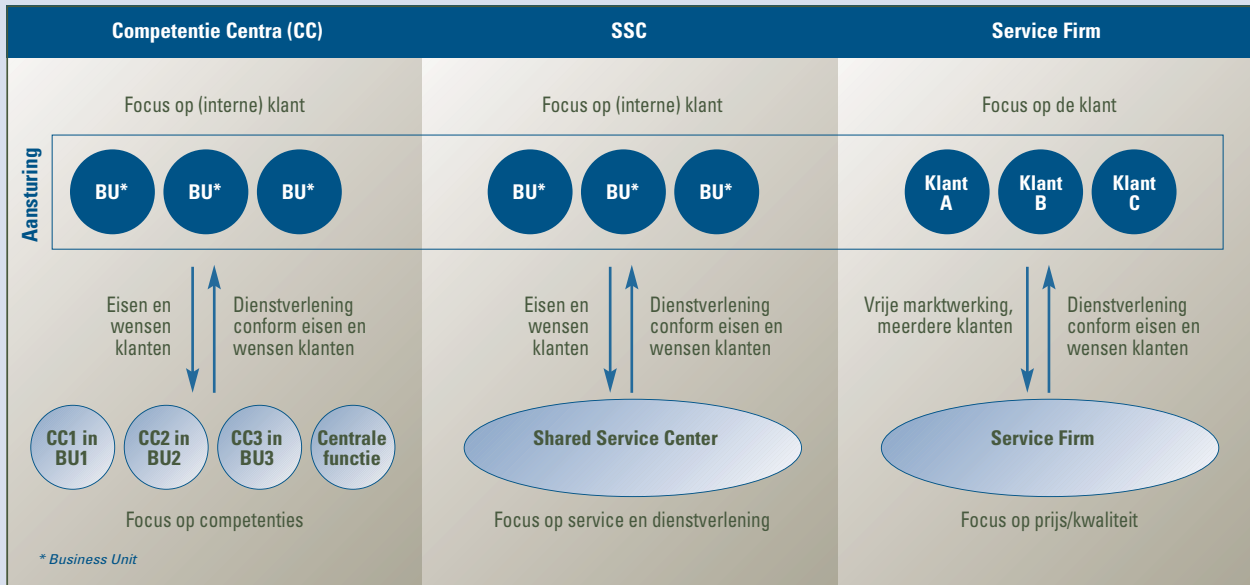 Competentie Centra (CC)
SSC
Service Firm
Focus op (interne) klant
Focus op (interne) klant
Focus op de klant
Aansturing
BU*
BU*
BU*
BU*
BU*
BU*
Klant
A
Klant
B
Klant
C
Eisen en
wensen
klanten
Dienstverlening
conform eisen en
wensen klanten
Eisen en
wensen
klanten
Dienstverlening
conform eisen en
wensen klanten
Vrije marktwerking,
meerdere klanten
Dienstverlening
conform eisen en
wensen klanten
CC1 in
BU1
CC2 in
BU2
CC3 in
BU3
Centrale
functie
Shared Service Center
Service Firm
Focus op competenties
Focus op service en dienstverlening
Focus op prijs/kwaliteit
* Business Unit